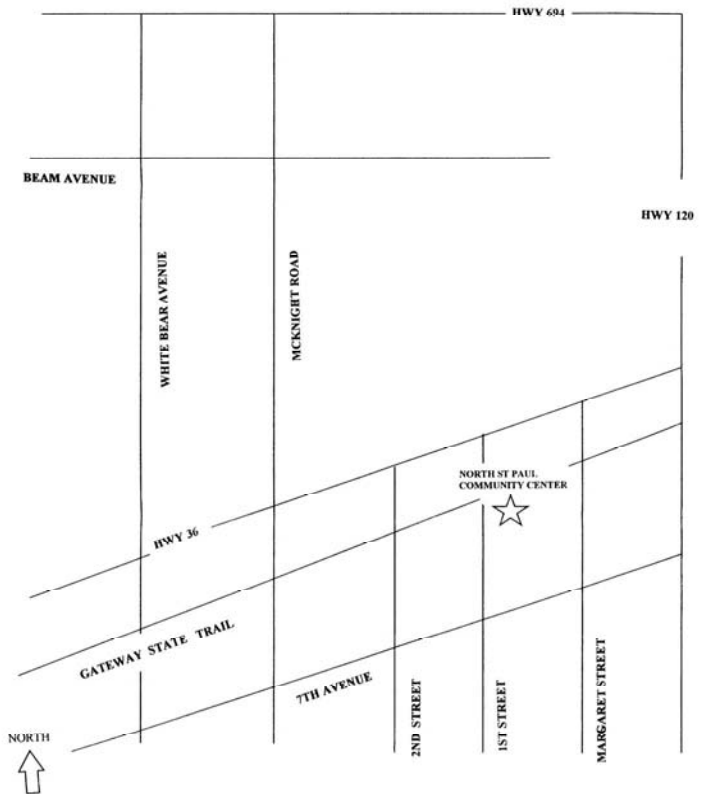 HWY 694
BEAM AVENUE
HWY 120
WHITE BEAR AVENUE
MCKNIGHT ROAD
NORTH ST PAUL
COMMUNITY CENTER
HWY 36
GATEWAY STATE TRAIL
7TH AVENUE
2ND STREET
1ST STREET
MARGARET STREET
NORTH